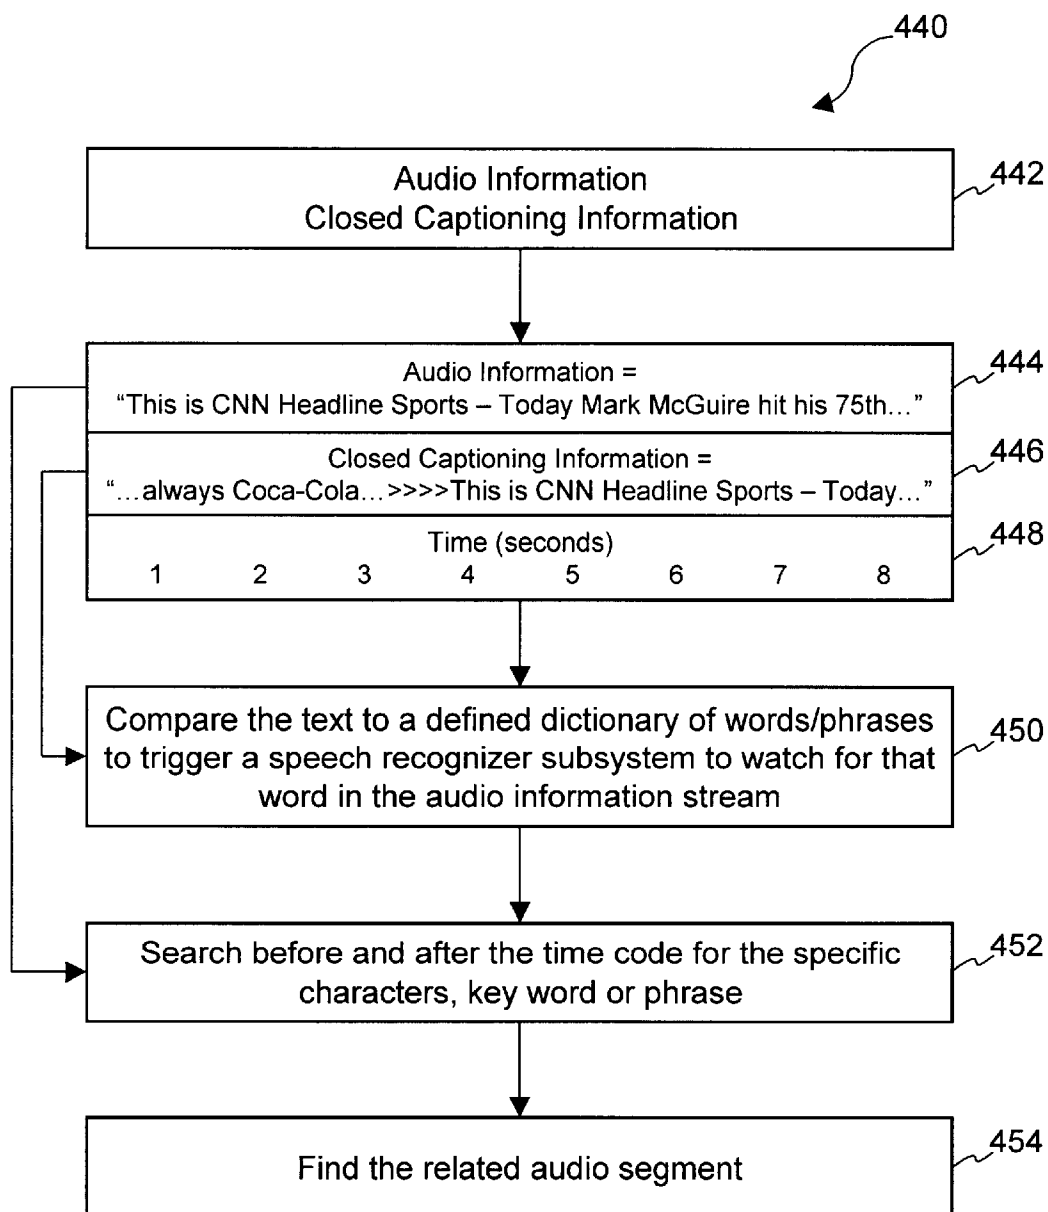 440
Audio Information
Closed Captioning Information
442
Audio Information =
“This is CNN Headline Sports – Today Mark McGuire hit his 75th…”
444
Closed Captioning Information =
“…always Coca-Cola…>>>>This is CNN Headline Sports – Today…”
446
Time (seconds)
1 2 3 4 5 6 7 8
448
Compare the text to a defined dictionary of words/phrases
to trigger a speech recognizer subsystem to watch for that
word in the audio information stream
450
Search before and after the time code for the specific
characters, key word or phrase
452
Find the related audio segment
454